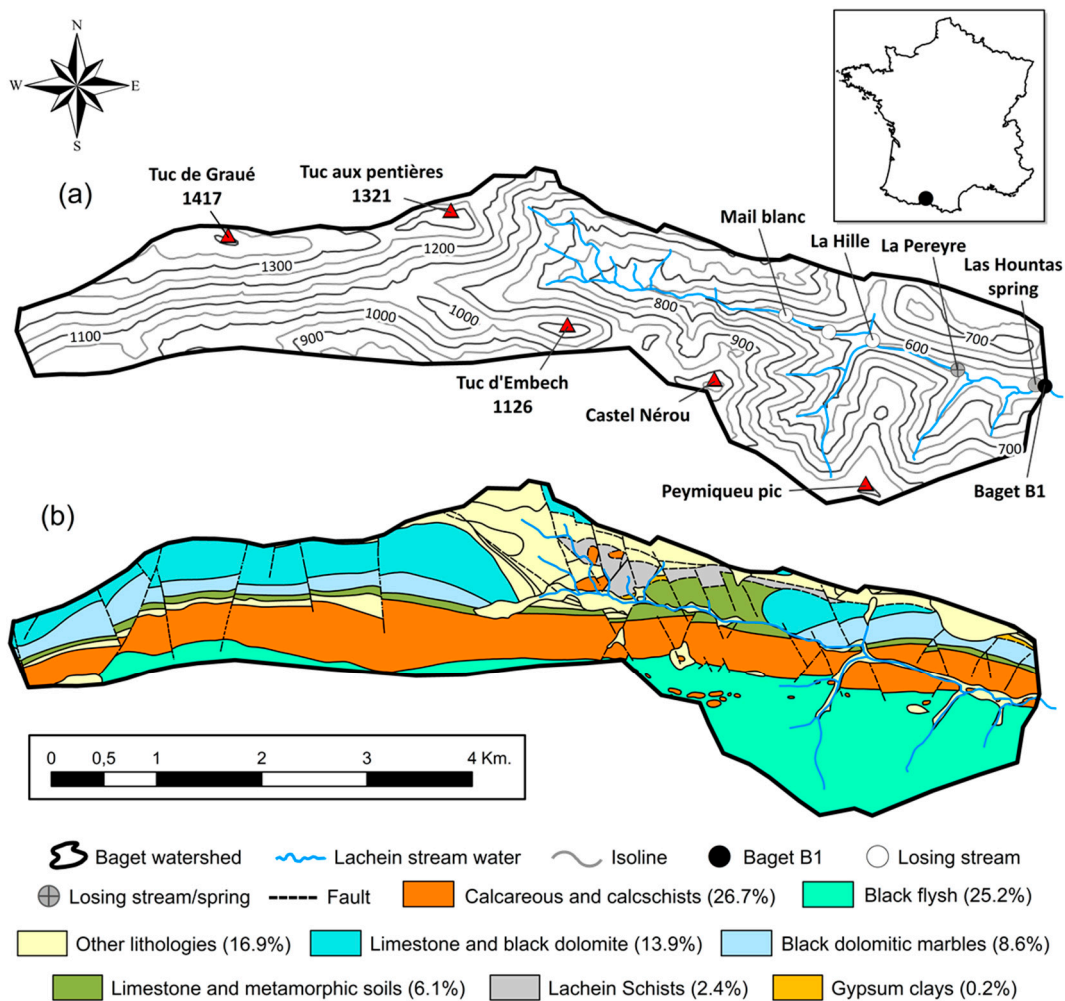 N
W E
S
(a)
Tuc de Graué
1417
Tuc aux pentières
1321
Mail blanc
La Hille
La Pereyre
Las Hountas
spring
1300
1200
1100
1000
1000
900
800
900
600
700
700
Tuc d'Embech
1126
Castel Nérou
Peymiqueu pic
Baget B1
(b)
0 0,5 1 2 3 4 Km.
Baget watershed Lachein stream water Isoline Baget B1 Losing stream
Losing stream/spring Fault Calcareous and calcschists (26.7%) Black flysh (25.2%)
Other lithologies (16.9%) Limestone and black dolomite (13.9%) Black dolomitic marbles (8.6%)
Limestone and metamorphic soils (6.1%) Lachein Schists (2.4%) Gypsum clays (0.2%)